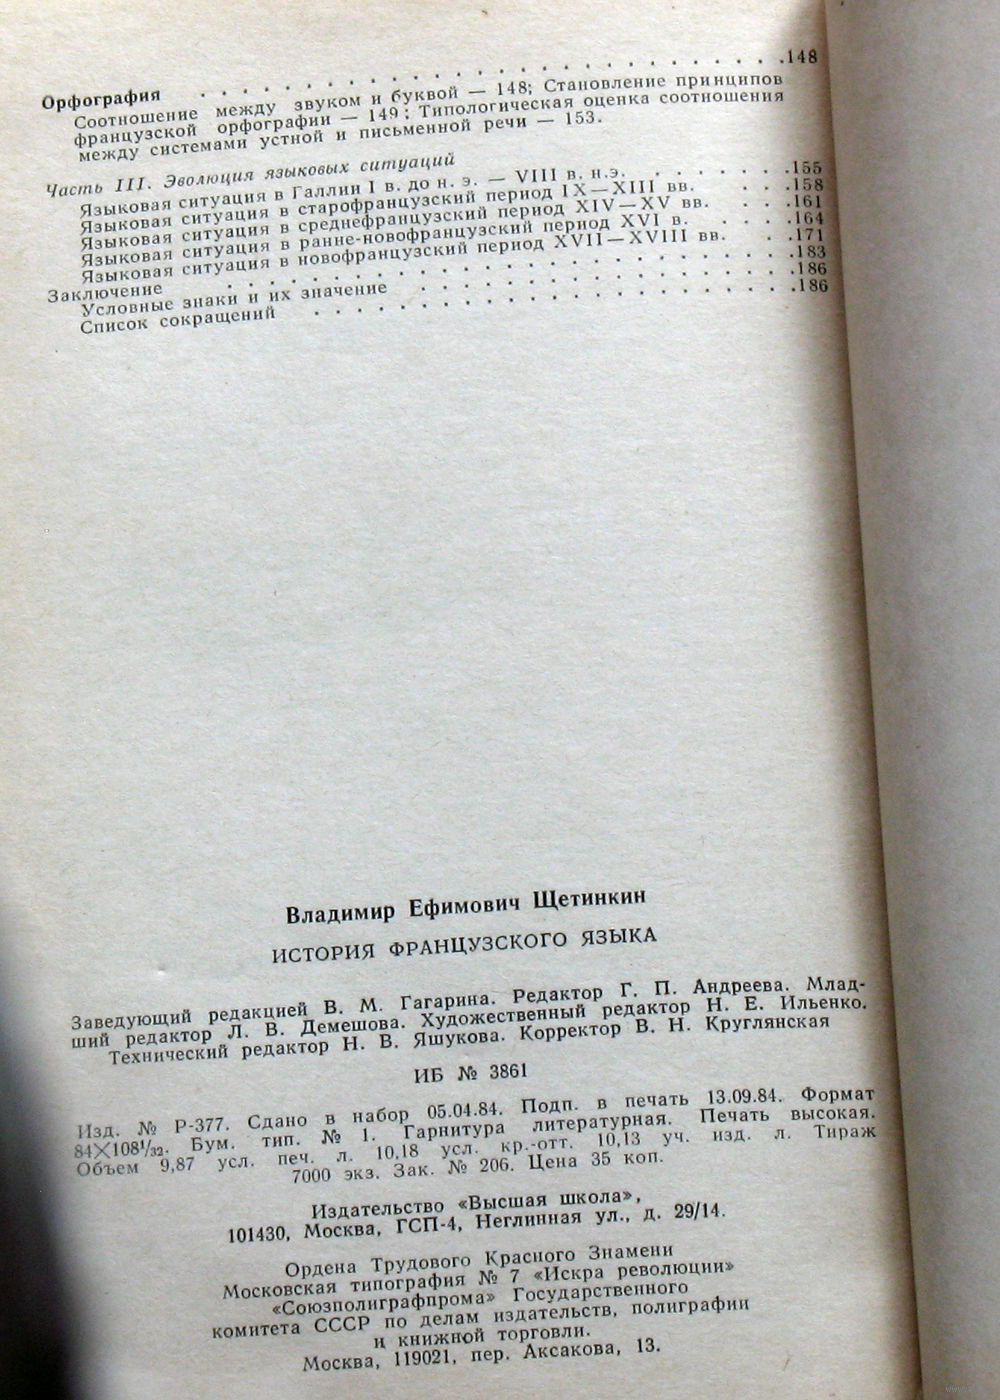 Орфография . . . . . . . . . . . . . . . . . . . . .148
Соотношение между звуком и буквой — 148; Становление принципов
французской орфографии — 149; Типологическая оценка соотношения
между системами устной и письменной речи — 153.
Часть III. Эволюция языковых ситуаций
Языковая ситуация в Галлии I в. до н. э. — VIII в. н.э. . . . . . .155
Языковая ситуация в старофранцузский период IX—XIII вв. . . .158
Языковая ситуация в среднефранцузский период XIV—XV вв. . . .161
Языковая ситуация в ранне-новофранцузский период XVI в. . . . .164
Языковая ситуация в новофранцузский период XVII—XVIII вв. . .171
Заключение . . . . . . . . . . . . . . . . . . . .183
Условные знаки и их значение . . . . . . . . . . . . . .186
Список сокращений . . . . . . . . . . . . . . . . .186
Владимир Ефимович Щетинкин
ИСТОРИЯ ФРАНЦУЗСКОГО ЯЗЫКА
Заведующий редакцией В. М. Гагарина. Редактор Г. П. Андреева. Млад-
ший редактор Л. В. Демешова. Художественный редактор Н. Е. Ильенко.
Технический редактор Н. В. Яшукова. Корректор В. Н. Круглянская
ИБ № 3861
Изд. № Р-377. Сдано в набор 05.04.84. Подп. в печать 13.09.84. Формат
84×108¹/₃₂. Бум. тип. № 1. Гарнитура литературная. Печать высокая.
Объем 9,87 усл. печ. л. 10,18 усл. кр.-отт. 10,13 уч. изд. л. Тираж
7000 экз. Зак. № 206. Цена 35 коп.
Издательство «Высшая школа»,
101430, Москва, ГСП-4, Неглинная ул., д. 29/14.
Ордена Трудового Красного Знамени
Московская типография № 7 «Искра революции»
«Союзполиграфпрома» Государственного
комитета СССР по делам издательств, полиграфии
и книжной торговли.
Москва, 119021, пер. Аксакова, 13.